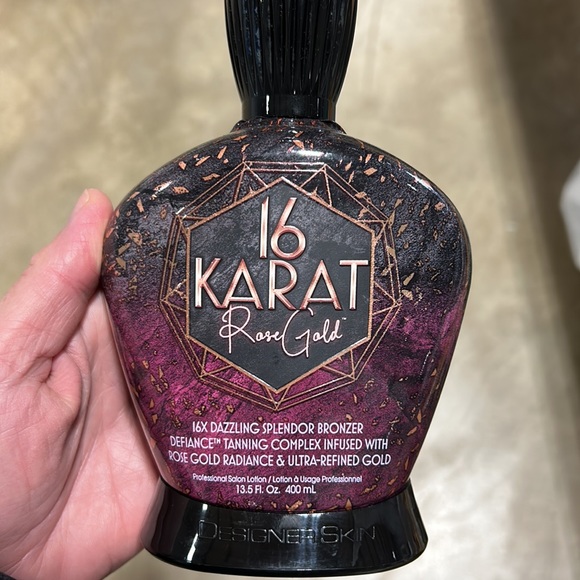 16
KARAT
Rose Gold™
16X DAZZLING SPLENDOR BRONZER
DEFIANCE™ TANNING COMPLEX INFUSED WITH
ROSE GOLD RADIANCE & ULTRA-REFINED GOLD
Professional Salon Lotion / Lotion à Usage Professionnel
13.5 Fl. Oz. 400 mL
DESIGNER SKIN